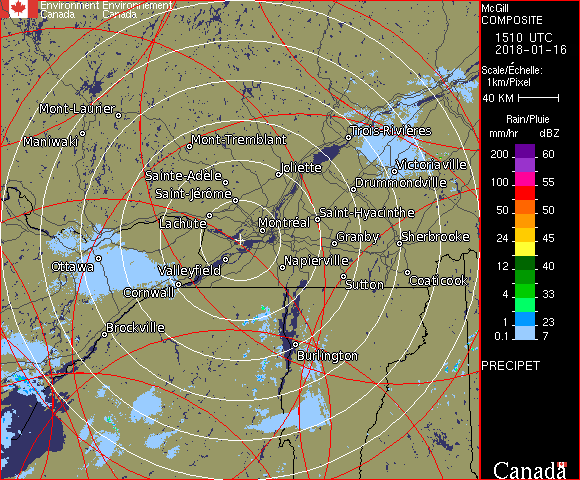 Environment Environnement
Canada Canada
McGill
COMPOSITE
1510 UTC
2018-01-16
Scale/Échelle:
1km/Pixel
40 KM
Rain/Pluie
mm/hr dBZ
200 60
100 55
50 50
24 45
12 40
4 33
1 23
0.1 7
PRECIPET
Canada
Mont-Laurier
Maniwaki
Mont-Tremblant
Trois-Rivières
Victoriaville
Joliette
Sainte-Adèle
Drummondville
Saint-Jérôme
Saint-Hyacinthe
Lachute
Montréal
Granby
Sherbrooke
Ottawa
Valleyfield
Napierville
Cornwall
Sutton
Coaticook
Brockville
Burlington